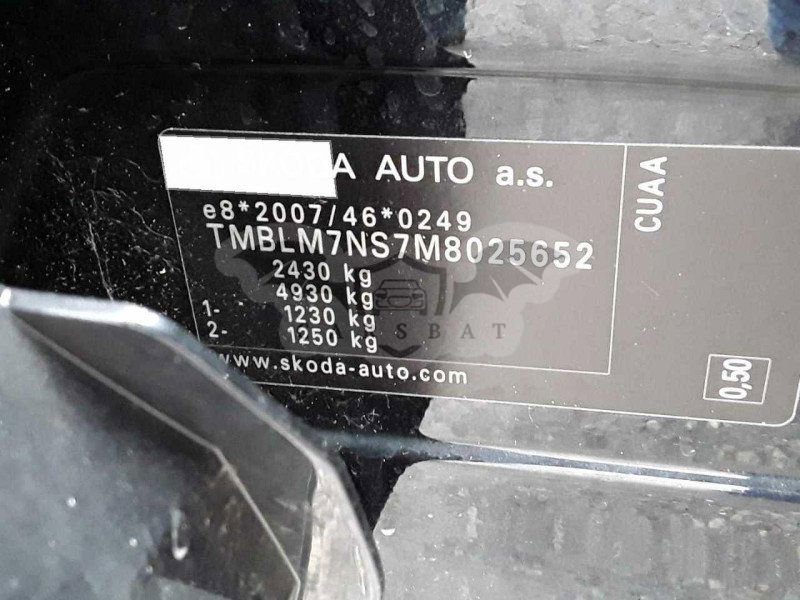 A AUTO a.s.
e8*2007/46*0249
TMBLM7NS7M8025652
2430 kg
4930 kg
1- 1230 kg
2- 1250 kg
www.skoda-auto.com
CUAA
0,50